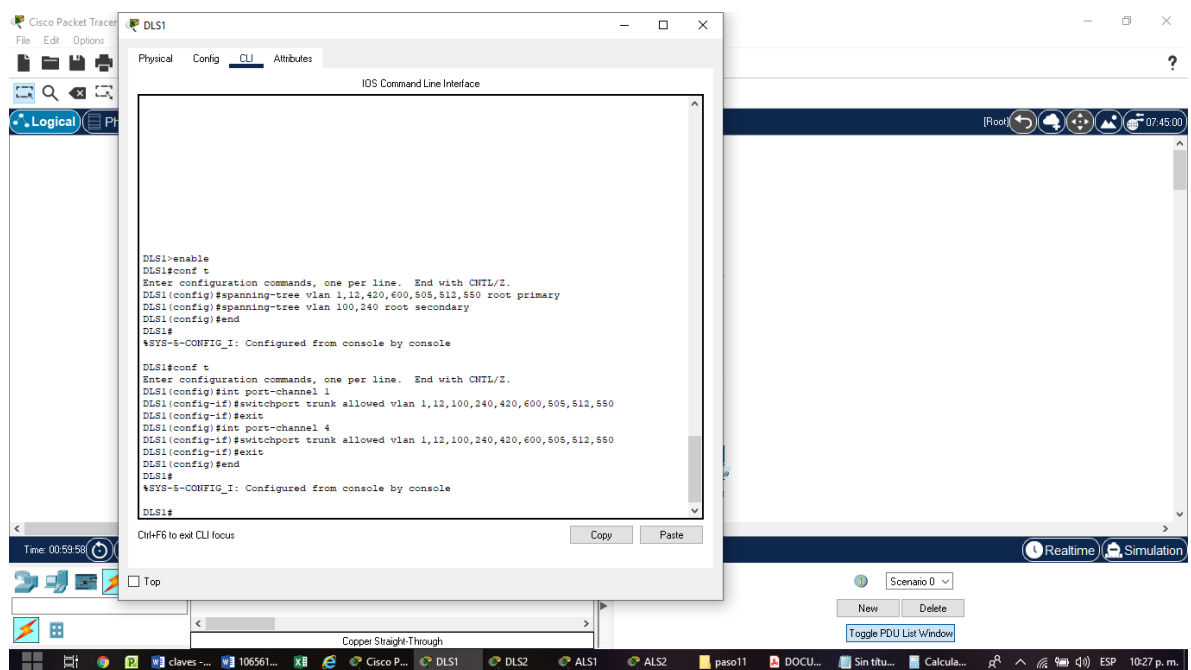 Cisco Packet Tracer
File Edit Options
DLS1
Physical Config CLI Attributes
IOS Command Line Interface
?
Logical
[Root]
07:45:00
DLS1>enable
DLS1#conf t
Enter configuration commands, one per line.  End with CNTL/Z.
DLS1(config)#spanning-tree vlan 1,12,420,600,505,512,550 root primary
DLS1(config)#spanning-tree vlan 100,240 root secondary
DLS1(config)#end
DLS1#
%SYS-5-CONFIG_I: Configured from console by console
DLS1#conf t
Enter configuration commands, one per line.  End with CNTL/Z.
DLS1(config)#int port-channel 1
DLS1(config-if)#switchport trunk allowed vlan 1,12,100,240,420,600,505,512,550
DLS1(config-if)#exit
DLS1(config)#int port-channel 4
DLS1(config-if)#switchport trunk allowed vlan 1,12,100,240,420,600,505,512,550
DLS1(config-if)#exit
DLS1(config)#end
DLS1#
%SYS-5-CONFIG_I: Configured from console by console
DLS1#
Ctrl+F6 to exit CLI focus
Copy Paste
Time: 00:59:58
Realtime Simulation
Top
Scenario 0
New Delete
Toggle PDU List Window
Copper Straight-Through
claves -... 106561... Cisco P... DLS1 DLS2 ALS1 ALS2 paso11 DOCU... Sin títu... Calcula... ESP 10:27 p. m.